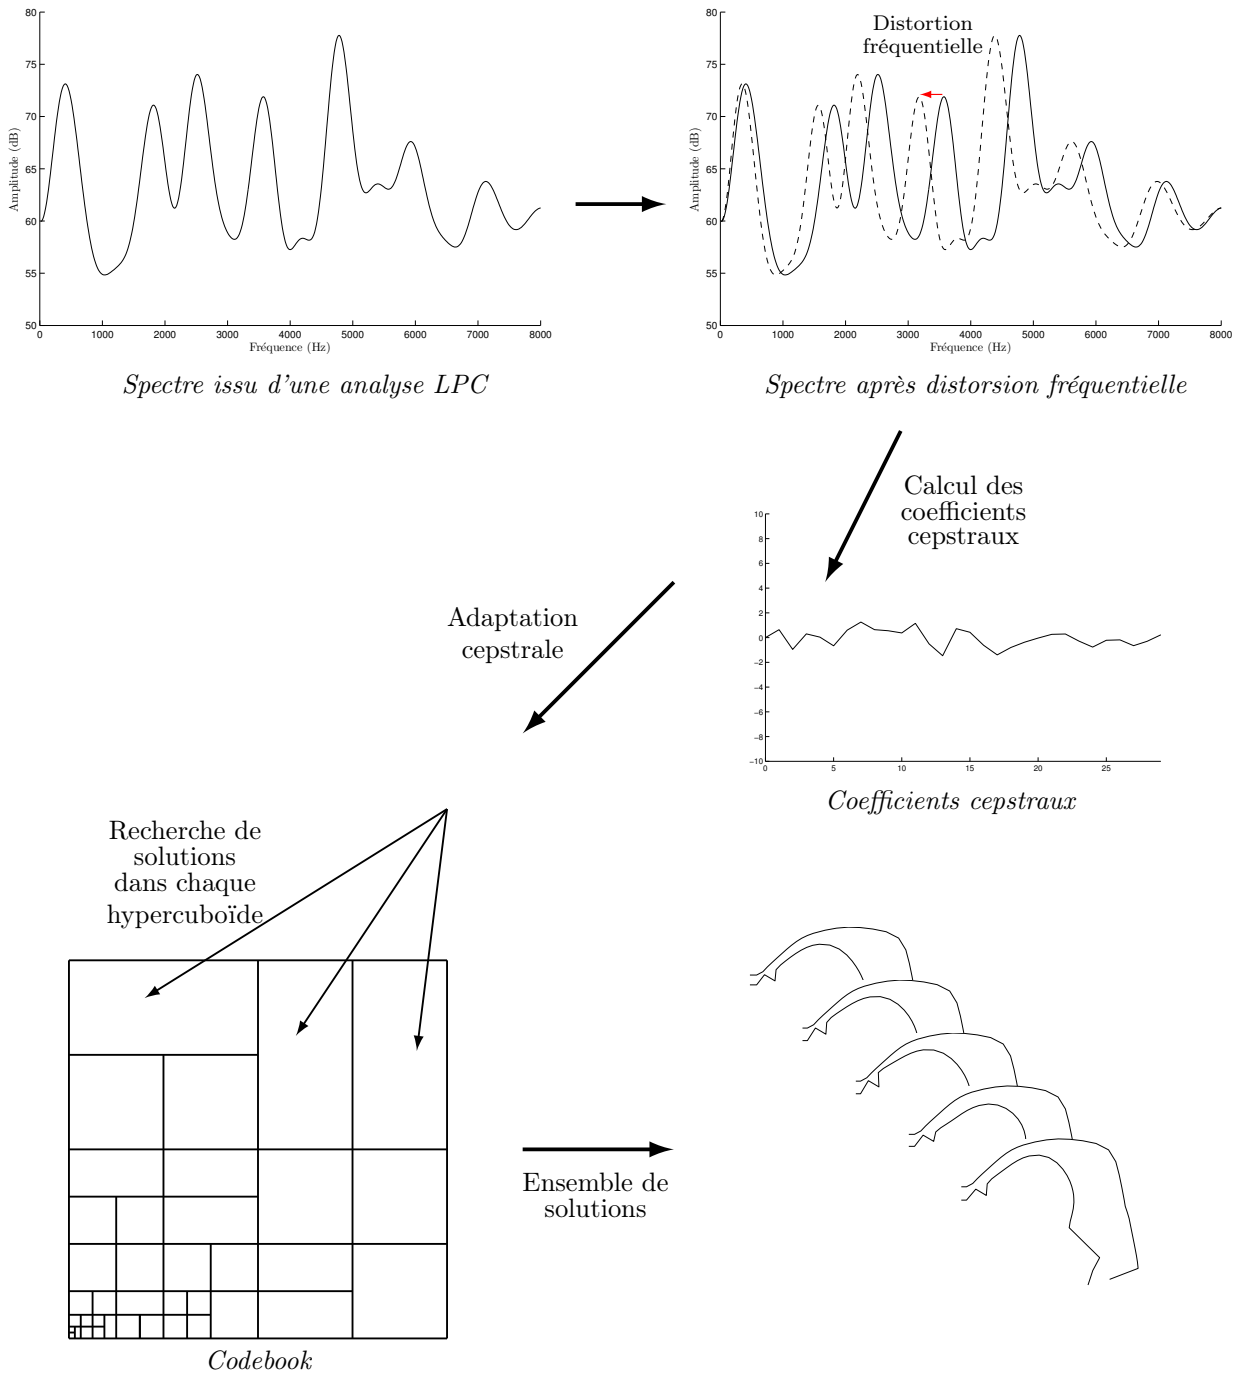 80
75
70
65
60
55
50
Amplitude (dB)
0 1000 2000 3000 4000 5000 6000 7000 8000
Fréquence (Hz)
Spectre issu d'une analyse LPC
Distortion
fréquentielle
80
75
70
65
60
55
50
Amplitude (dB)
0 1000 2000 3000 4000 5000 6000 7000 8000
Fréquence (Hz)
Spectre après distorsion fréquentielle
Calcul des
coefficients
cepstraux
10
8
6
4
2
0
−2
−4
−6
−8
−10
0 5 10 15 20 25
Coefficients cepstraux
Adaptation
cepstrale
Recherche de
solutions
dans chaque
hypercuboïde
Codebook
Ensemble de
solutions